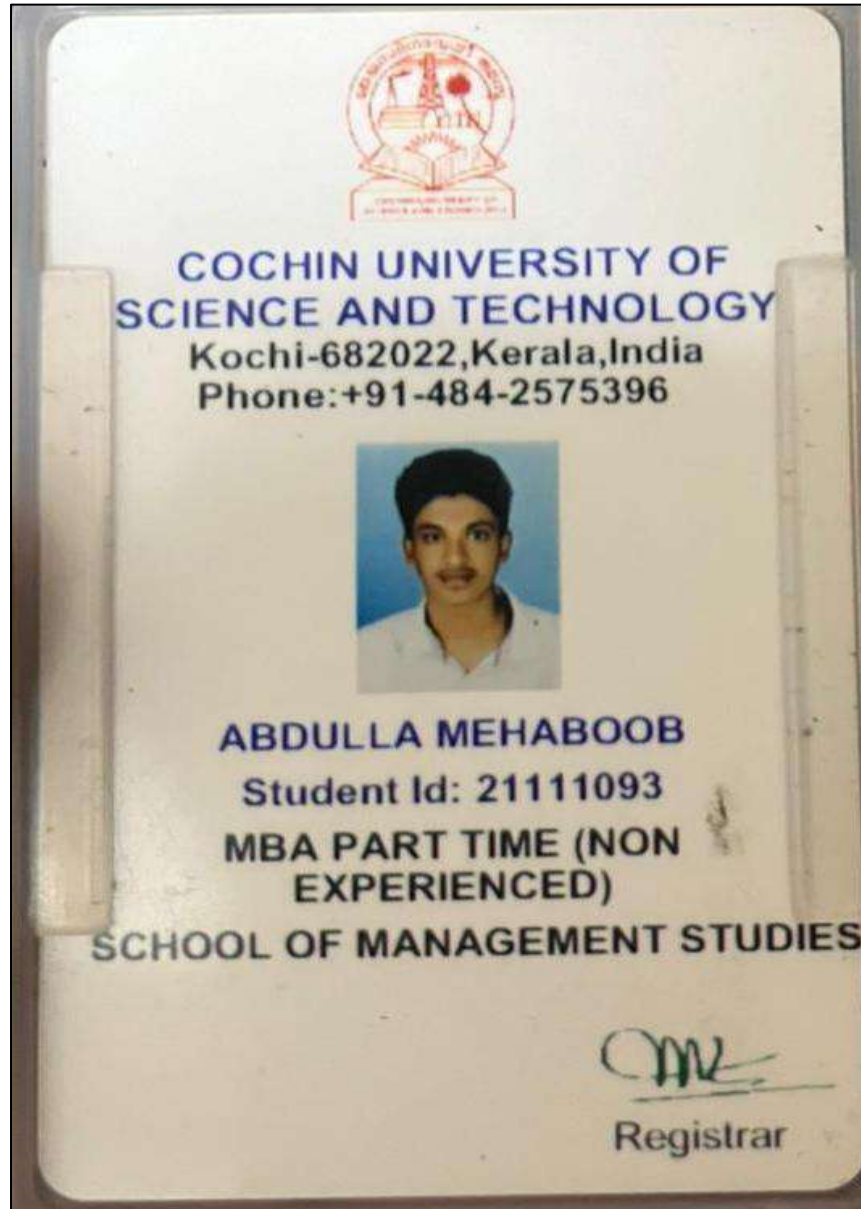 COCHIN UNIVERSITY OF
SCIENCE AND TECHNOLOGY
Kochi-682022,Kerala,India
Phone:+91-484-2575396
ABDULLA MEHABOOB
Student Id: 21111093
MBA PART TIME (NON
EXPERIENCED)
SCHOOL OF MANAGEMENT STUDIES
Registrar